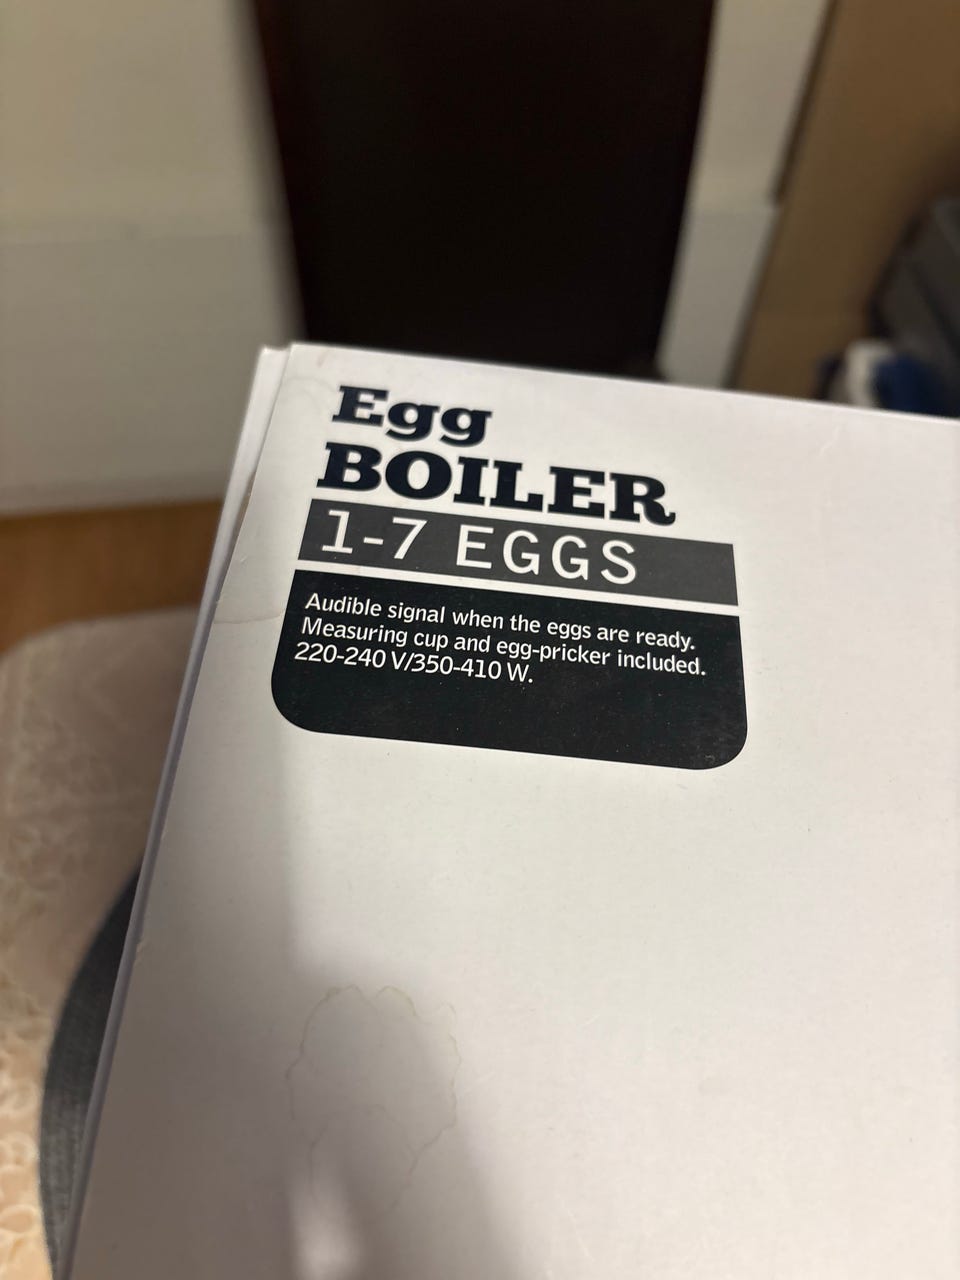 Egg
BOILER
1-7 EGGS
Audible signal when the eggs are ready.
Measuring cup and egg-pricker included.
220-240 V/350-410 W.